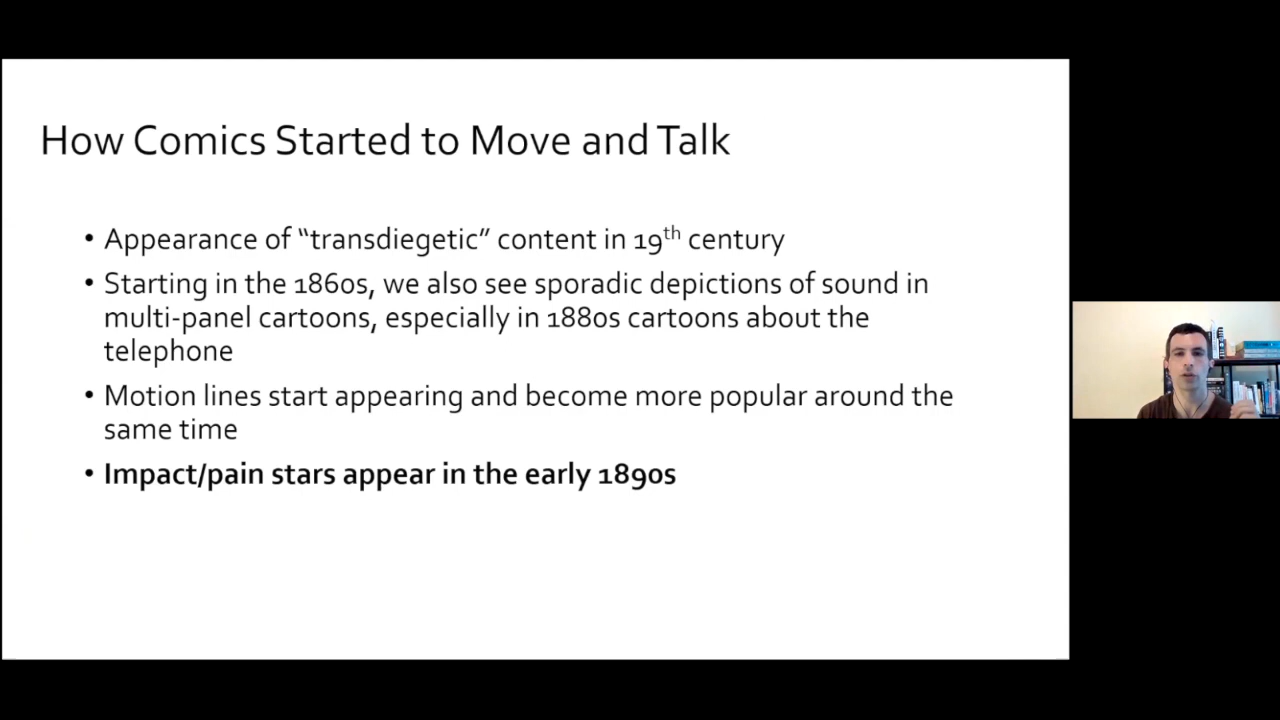 How Comics Started to Move and Talk
• Appearance of “transdiegetic” content in 19th century
• Starting in the 1860s, we also see sporadic depictions of sound in
multi-panel cartoons, especially in 1880s cartoons about the
telephone
• Motion lines start appearing and become more popular around the
same time
• Impact/pain stars appear in the early 1890s